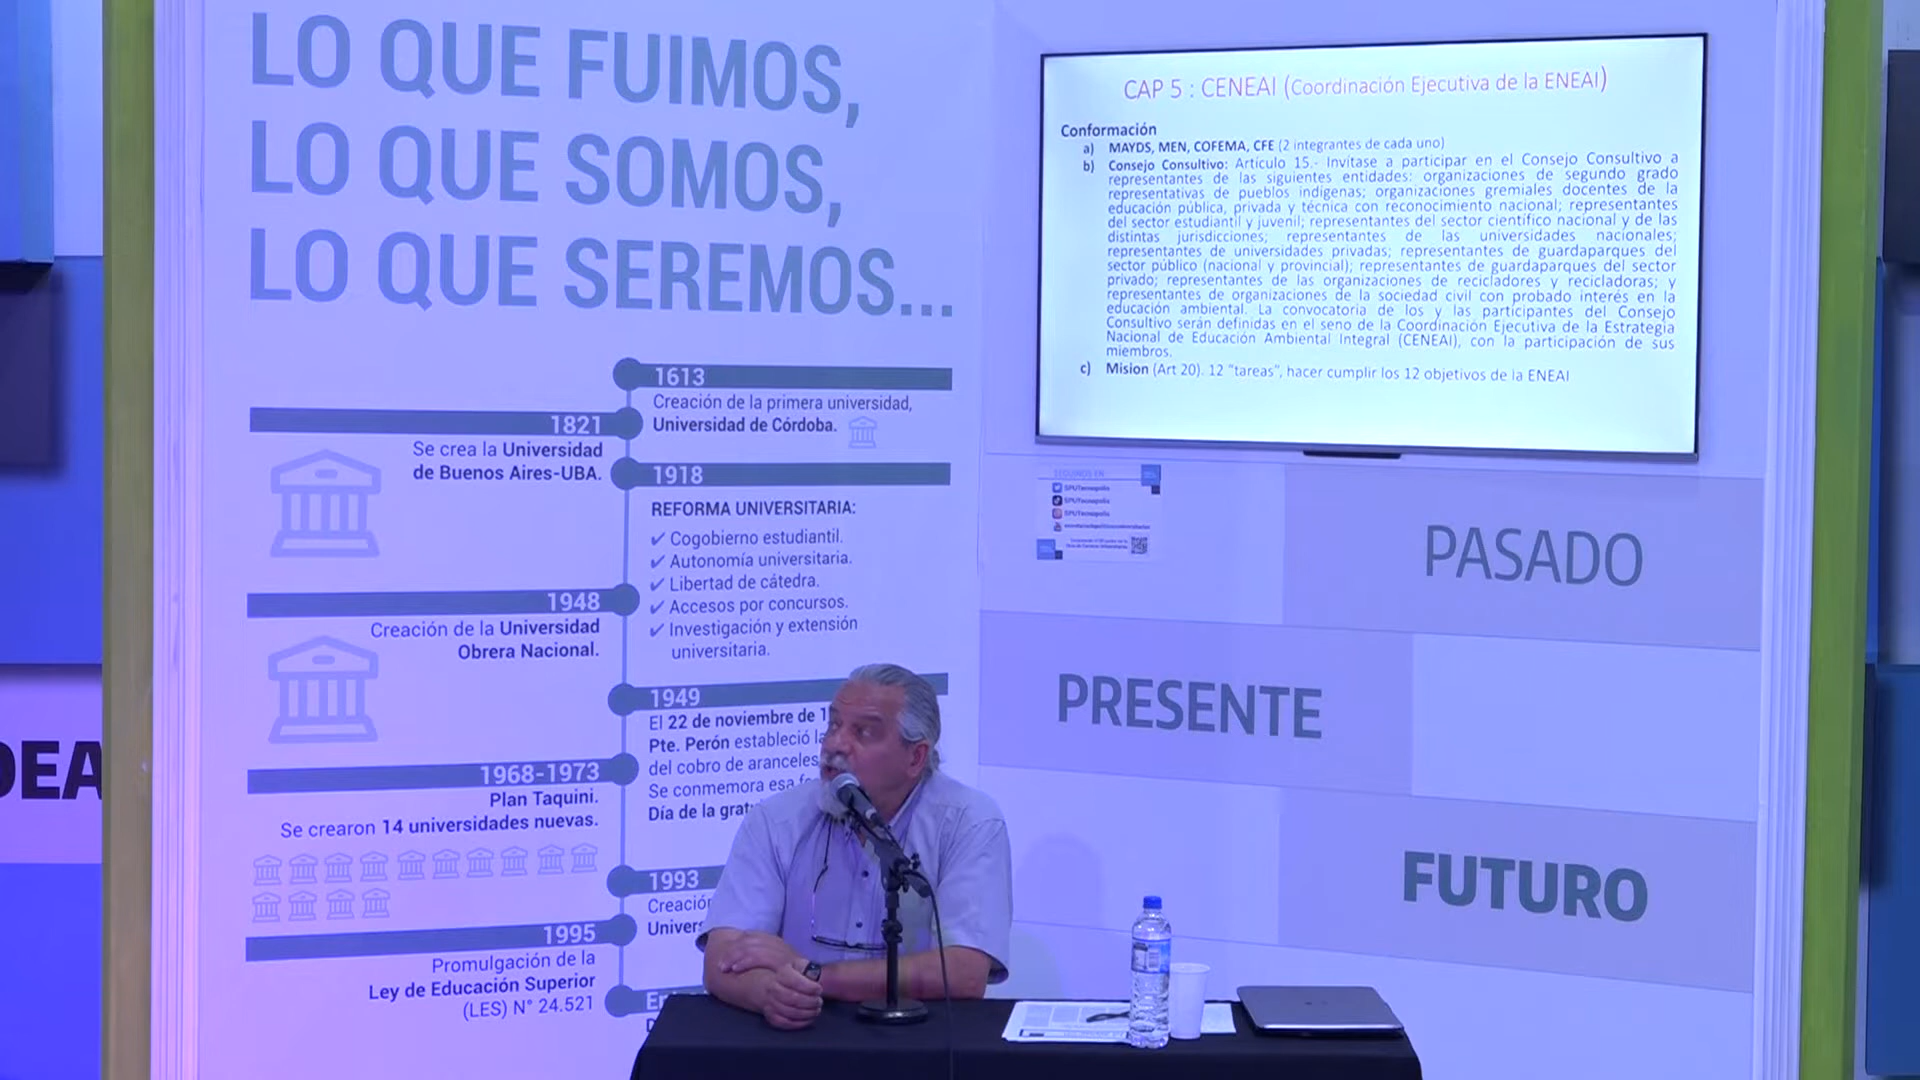 LO QUE FUIMOS,
LO QUE SOMOS,
LO QUE SEREMOS...
1613
Creación de la primera universidad,
Universidad de Córdoba.
1821
Se crea la Universidad
de Buenos Aires-UBA.
1918
REFORMA UNIVERSITARIA:
✔ Cogobierno estudiantil.
✔ Autonomía universitaria.
✔ Libertad de cátedra.
✔ Accesos por concursos.
✔ Investigación y extensión
universitaria.
1948
Creación de la Universidad
Obrera Nacional.
1949
El 22 de noviembre de 1
Pte. Perón estableció la
del cobro de aranceles
Se conmemora esa
Día de la
1968-1973
Plan Taquini.
Se crearon 14 universidades nuevas.
1993
1995
Promulgación de la
Ley de Educación Superior
(LES) N° 24.521
DEA
CAP 5 : CENEAI (Coordinación Ejecutiva de la ENEAI)
Conformación
a) MAYDS, MEN, COFEMA, CFE (2 integrantes de cada uno)
b) Consejo Consultivo: Artículo 15.- Invítase a participar en el Consejo Consultivo a
representantes de las siguientes entidades: organizaciones de segundo grado
representativas de pueblos indígenas; organizaciones gremiales docentes de la
educación pública, privada y técnica con reconocimiento nacional; representantes
del sector estudiantil y juvenil; representantes del sector científico nacional y de las
distintas jurisdicciones; representantes de las universidades nacionales;
representantes de universidades privadas; representantes de guardaparques del
sector público (nacional y provincial); representantes de guardaparques del sector
privado; representantes de las organizaciones de recicladores y recicladoras; y
representantes de organizaciones de la sociedad civil con probado interés en la
educación ambiental. La convocatoria de los y las participantes del Consejo
Consultivo serán definidas en el seno de la Coordinación Ejecutiva de la Estrategia
Nacional de Educación Ambiental Integral (CENEAI), con la participación de sus
miembros.
c) Mision (Art 20). 12 "tareas", hacer cumplir los 12 objetivos de la ENEAI
SEGUINOS EN
SPUTecnopolis
SPUTecnopolis
SPUTecnopolis
PASADO
PRESENTE
FUTURO